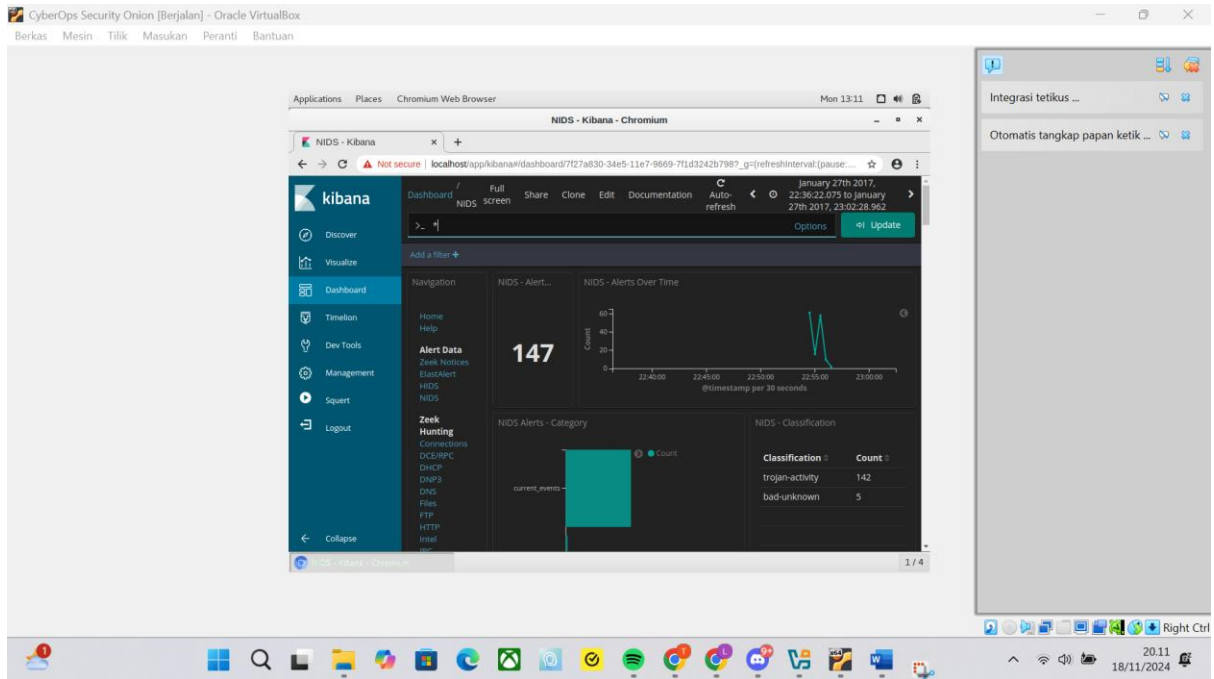 CyberOps Security Onion [Berjalan] - Oracle VirtualBox
Berkas Mesin Tilik Masukan Peranti Bantuan
Integrasi tetikus ...
Otomatis tangkap papan ketik ...
Applications Places Chromium Web Browser Mon 13:11
NIDS - Kibana - Chromium
NIDS - Kibana
Not secure localhost/app/kibana#/dashboard/7f27a830-34e5-11e7-9669-7f1d3242b798?_g=(refreshInterval:(pause:...
kibana
Discover
Visualize
Dashboard
Timelion
Dev Tools
Management
Squert
Logout
Collapse
Dashboard / NIDS
Full screen Share Clone Edit Documentation Auto-refresh
January 27th 2017, 22:36:22.075 to January 27th 2017, 23:02:28.962
>_ *
Options Update
Add a filter +
Navigation
Home
Help
Alert Data
Zeek Notices
ElastAlert
HIDS
NIDS
Zeek Hunting
Connections
DCE/RPC
DHCP
DNP3
DNS
Files
FTP
HTTP
Intel
IRC
NIDS - Alert...
147
NIDS - Alerts Over Time
Count
60
40
20
0
22:40:00 22:45:00 22:50:00 22:55:00 23:00:00
@timestamp per 30 seconds
NIDS Alerts - Category
Count
current_events
NIDS - Classification
Classification Count
trojan-activity 142
bad-unknown 5
NIDS - Kibana - Chromium
1 / 4
Right Ctrl
20.11
18/11/2024